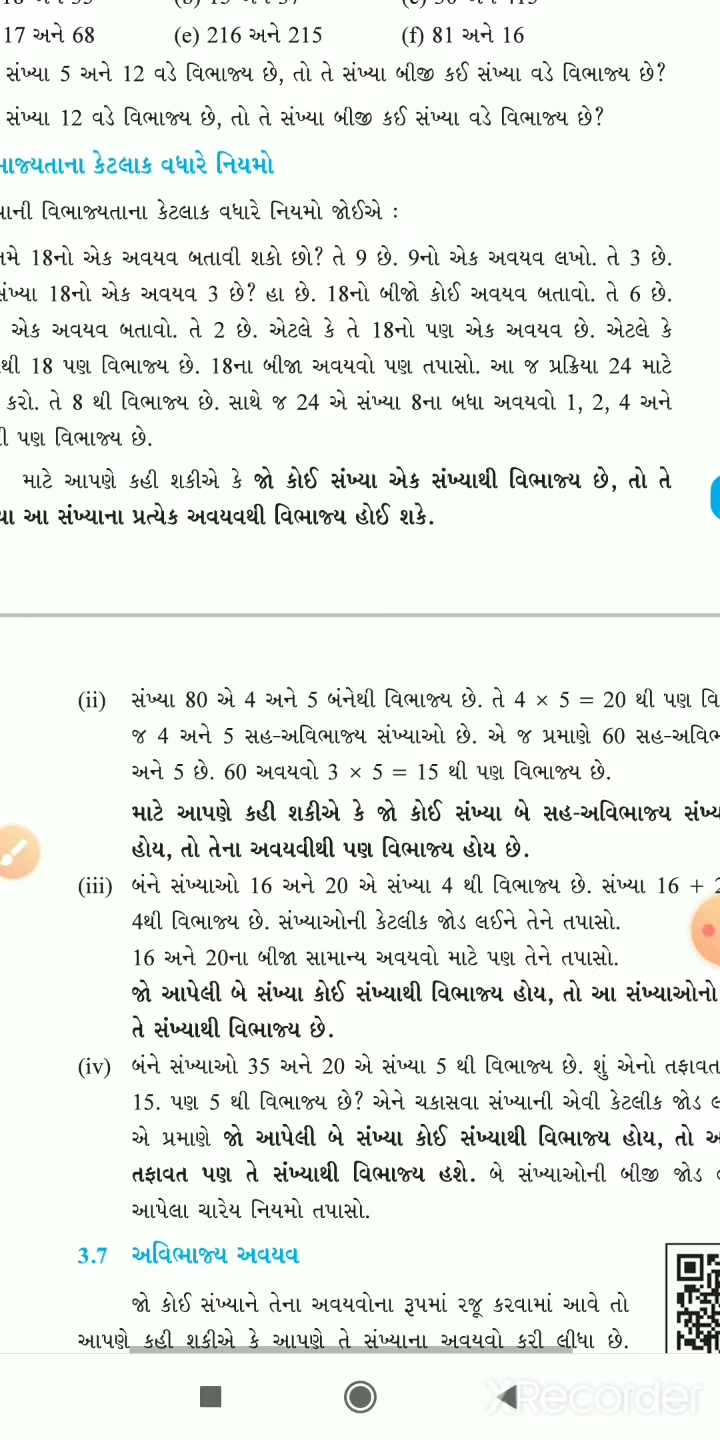 17 અને 68 (e) 216 અને 215 (f) 81 અને 16
સંખ્યા 5 અને 12 વડે વિભાજ્ય છે, તો તે સંખ્યા બીજી કઈ સંખ્યા વડે વિભાજ્ય છે?
સંખ્યા 12 વડે વિભાજ્ય છે, તો તે સંખ્યા બીજી કઈ સંખ્યા વડે વિભાજ્ય છે?
કેટલાક વધારે નિયમો
વિભાજ્યતાના કેટલાક વધારે નિયમો જોઈએ :
18નો એક અવયવ બતાવી શકો છો? તે 9 છે. 9નો એક અવયવ લખો. તે 3 છે.
18નો એક અવયવ 3 છે? હા છે. 18નો બીજો કોઈ અવયવ બતાવો. તે 6 છે.
એક અવયવ બતાવો. તે 2 છે. એટલે કે તે 18નો પણ એક અવયવ છે. એટલે કે
18 પણ વિભાજ્ય છે. 18ના બીજા અવયવો પણ તપાસો. આ જ પ્રક્રિયા 24 માટે
કરો. તે 8 થી વિભાજ્ય છે. સાથે જ 24 એ સંખ્યા 8ના બધા અવયવો 1, 2, 4 અને
પણ વિભાજ્ય છે.
માટે આપણે કહી શકીએ કે જો કોઈ સંખ્યા એક સંખ્યાથી વિભાજ્ય છે, તો તે
આ સંખ્યાના પ્રત્યેક અવયવથી વિભાજ્ય હોઈ શકે.
(ii) સંખ્યા 80 એ 4 અને 5 બંનેથી વિભાજ્ય છે. તે 4 × 5 = 20 થી પણ
જ 4 અને 5 સહ-અવિભાજ્ય સંખ્યાઓ છે. એ જ પ્રમાણે 60
અને 5 છે. 60 અવયવો 3 × 5 = 15 થી પણ વિભાજ્ય છે.
માટે આપણે કહી શકીએ કે જો કોઈ સંખ્યા બે સહ-અવિભાજ્ય
હોય, તો તેના અવયવીથી પણ વિભાજ્ય હોય છે.
(iii) બંને સંખ્યાઓ 16 અને 20 એ સંખ્યા 4 થી વિભાજ્ય છે. સંખ્યા 16 +
4થી વિભાજ્ય છે. સંખ્યાઓની કેટલીક જોડ લઈને તેને તપાસો.
16 અને 20ના બીજા સામાન્ય અવયવો માટે પણ તેને તપાસો.
જો આપેલી બે સંખ્યા કોઈ સંખ્યાથી વિભાજ્ય હોય, તો આ સંખ્યાઓનો
તે સંખ્યાથી વિભાજ્ય છે.
(iv) બંને સંખ્યાઓ 35 અને 20 એ સંખ્યા 5 થી વિભાજ્ય છે. શું એનો તફાવત
15. પણ 5 થી વિભાજ્ય છે? એને ચકાસવા સંખ્યાની એવી કેટલીક જોડ
એ પ્રમાણે જો આપેલી બે સંખ્યા કોઈ સંખ્યાથી વિભાજ્ય હોય, તો
તફાવત પણ તે સંખ્યાથી વિભાજ્ય હશે. બે સંખ્યાઓની બીજી જોડ
આપેલા ચારેય નિયમો તપાસો.
3.7 અવિભાજ્ય અવયવ
જો કોઈ સંખ્યાને તેના અવયવોના રૂપમાં રજૂ કરવામાં આવે તો
આપણે કહી શકીએ કે આપણે તે સંખ્યાના અવયવો કરી લીધા છે.
XRecorder